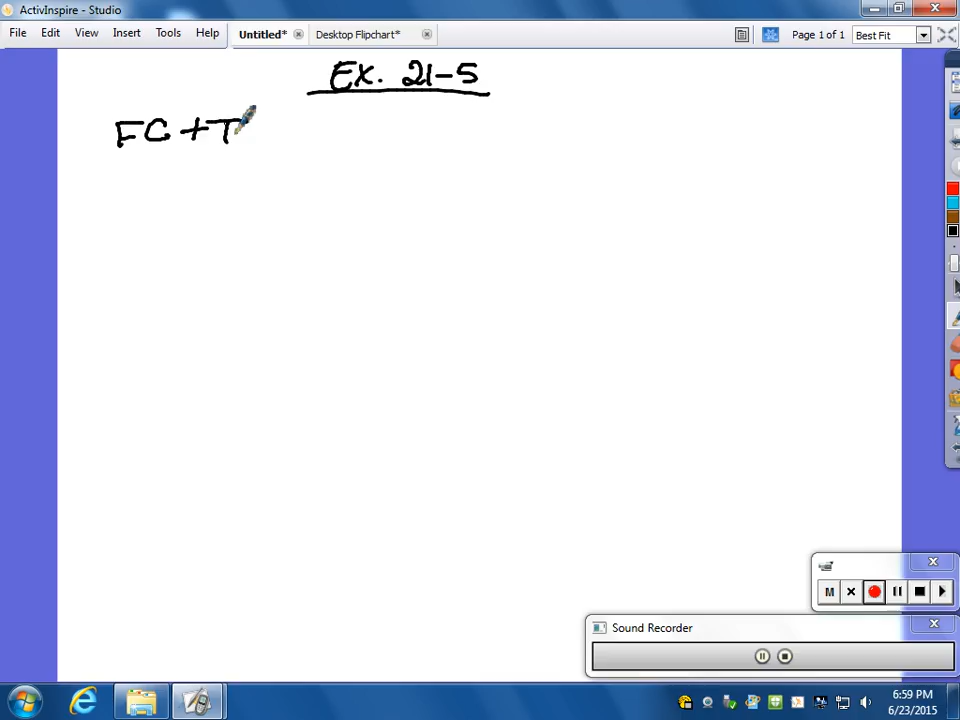 ActivInspire - Studio
File Edit View Insert Tools Help Untitled* Desktop Flipchart* Page 1 of 1 Best Fit
Ex. 21-5
FC + T
M
Sound Recorder
6:59 PM
6/23/2015